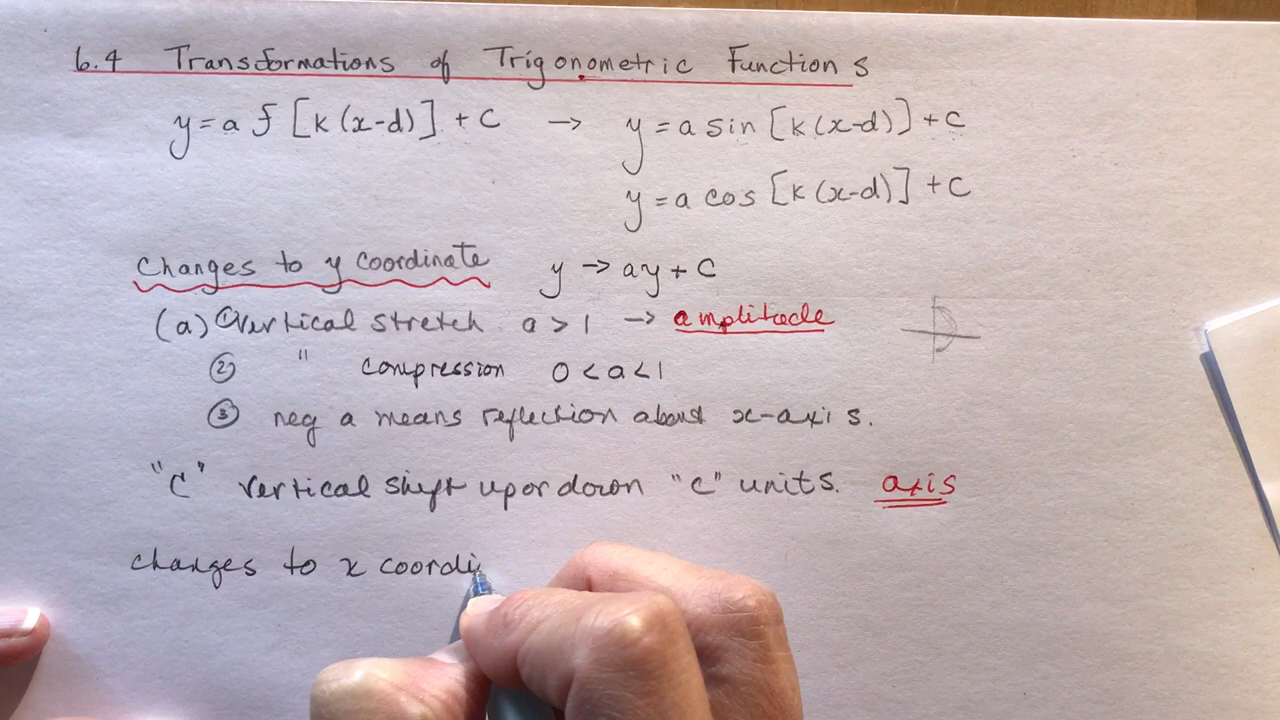 6.4 Transformations of Trigonometric Functions
y = a f [k(x-d)] + C → y = a sin [k(x-d)] + C
y = a cos [k(x-d)] + C
Changes to y coordinate y → ay + C
(a) ① Vertical stretch a > 1 → amplitude
② " compression 0 < a < 1
③ neg a means reflection about x-axis.
"C" vertical shift up or down "c" units. axis
changes to x coordi